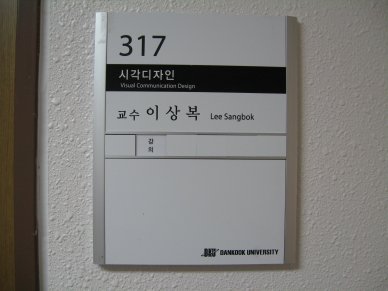 317
시각디자인
Visual Communication Design
교수 이상복 Lee Sangbok
강의
DANKOOK UNIVERSITY